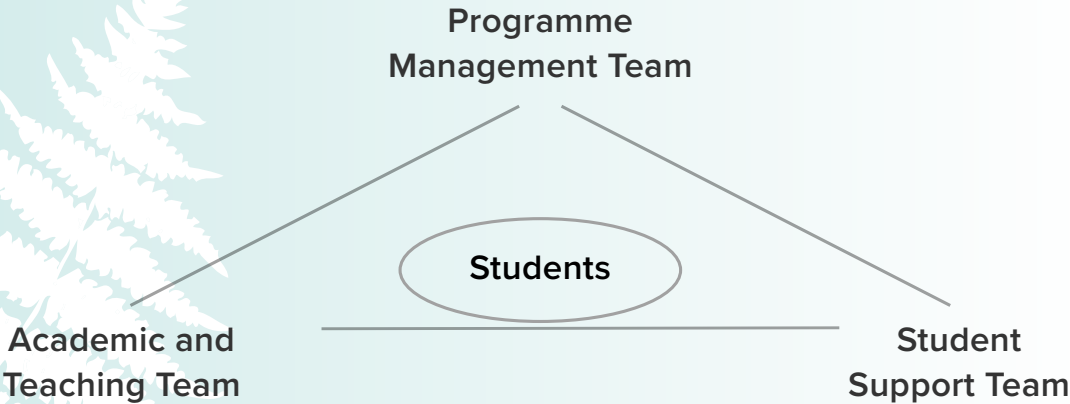 Programme
Management Team
Students
Academic and
Teaching Team
Student
Support Team